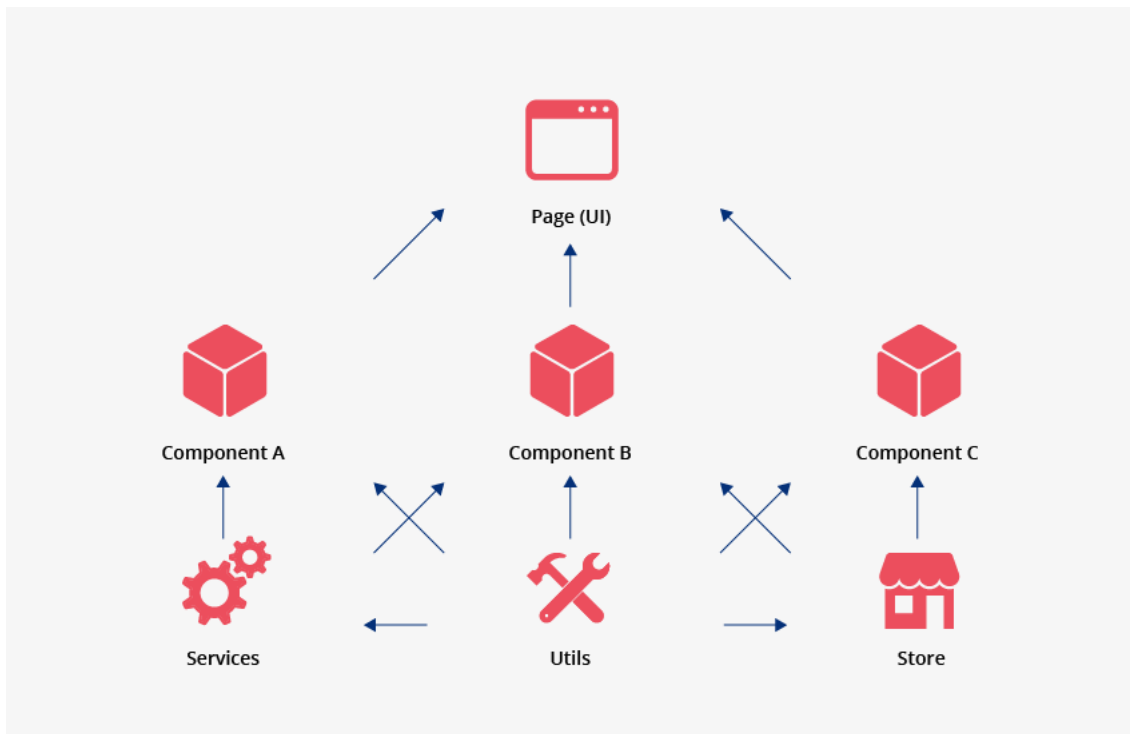 Page (UI)
Component A
Component B
Component C
Services
Utils
Store